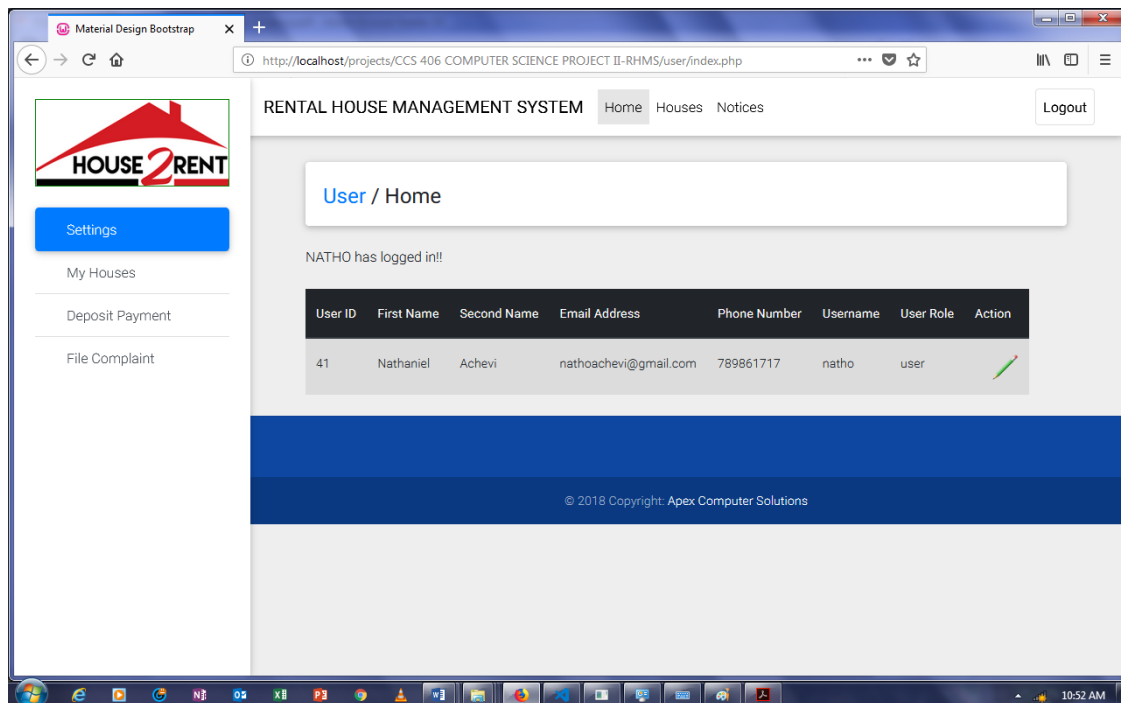 Material Design Bootstrap
http://localhost/projects/CCS 406 COMPUTER SCIENCE PROJECT II-RHMS/user/index.php
HOUSE2RENT
Settings
My Houses
Deposit Payment
File Complaint
RENTAL HOUSE MANAGEMENT SYSTEM Home Houses Notices Logout
User / Home
NATHO has logged in!!
User ID First Name Second Name Email Address Phone Number Username User Role Action
41 Nathaniel Achevi nathoachevi@gmail.com 789861717 natho user
© 2018 Copyright: Apex Computer Solutions
10:52 AM